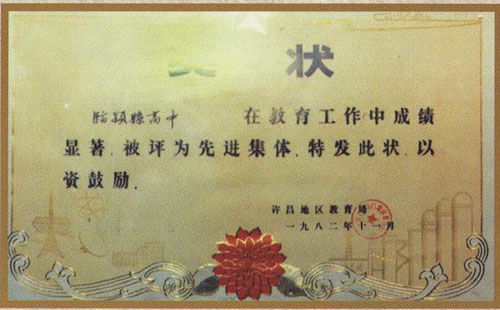 奖 状
临颍县高中 在教育工作中成绩
显著.被评为先进集体.特发此状.以
资鼓励.
许昌地区教育局
一九八二年十一月